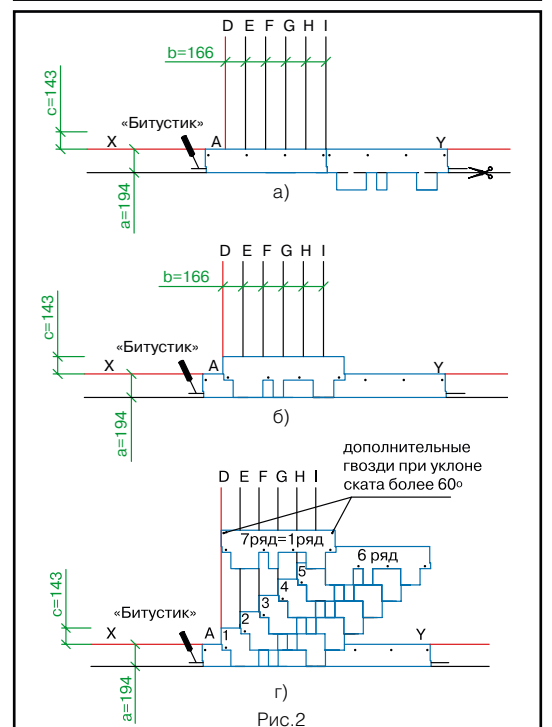 D E F G H I
b=166
c=143
«Битустик»
X A Y
a=194
а)
D E F G H I
b=166
c=143
«Битустик»
X A Y
a=194
б)
дополнительные
гвозди при уклоне
ската более 60°
D E F G H I
7ряд=1ряд
6 ряд
5
4
3
2
1
c=143
«Битустик»
X A Y
a=194
г)
Рис.2